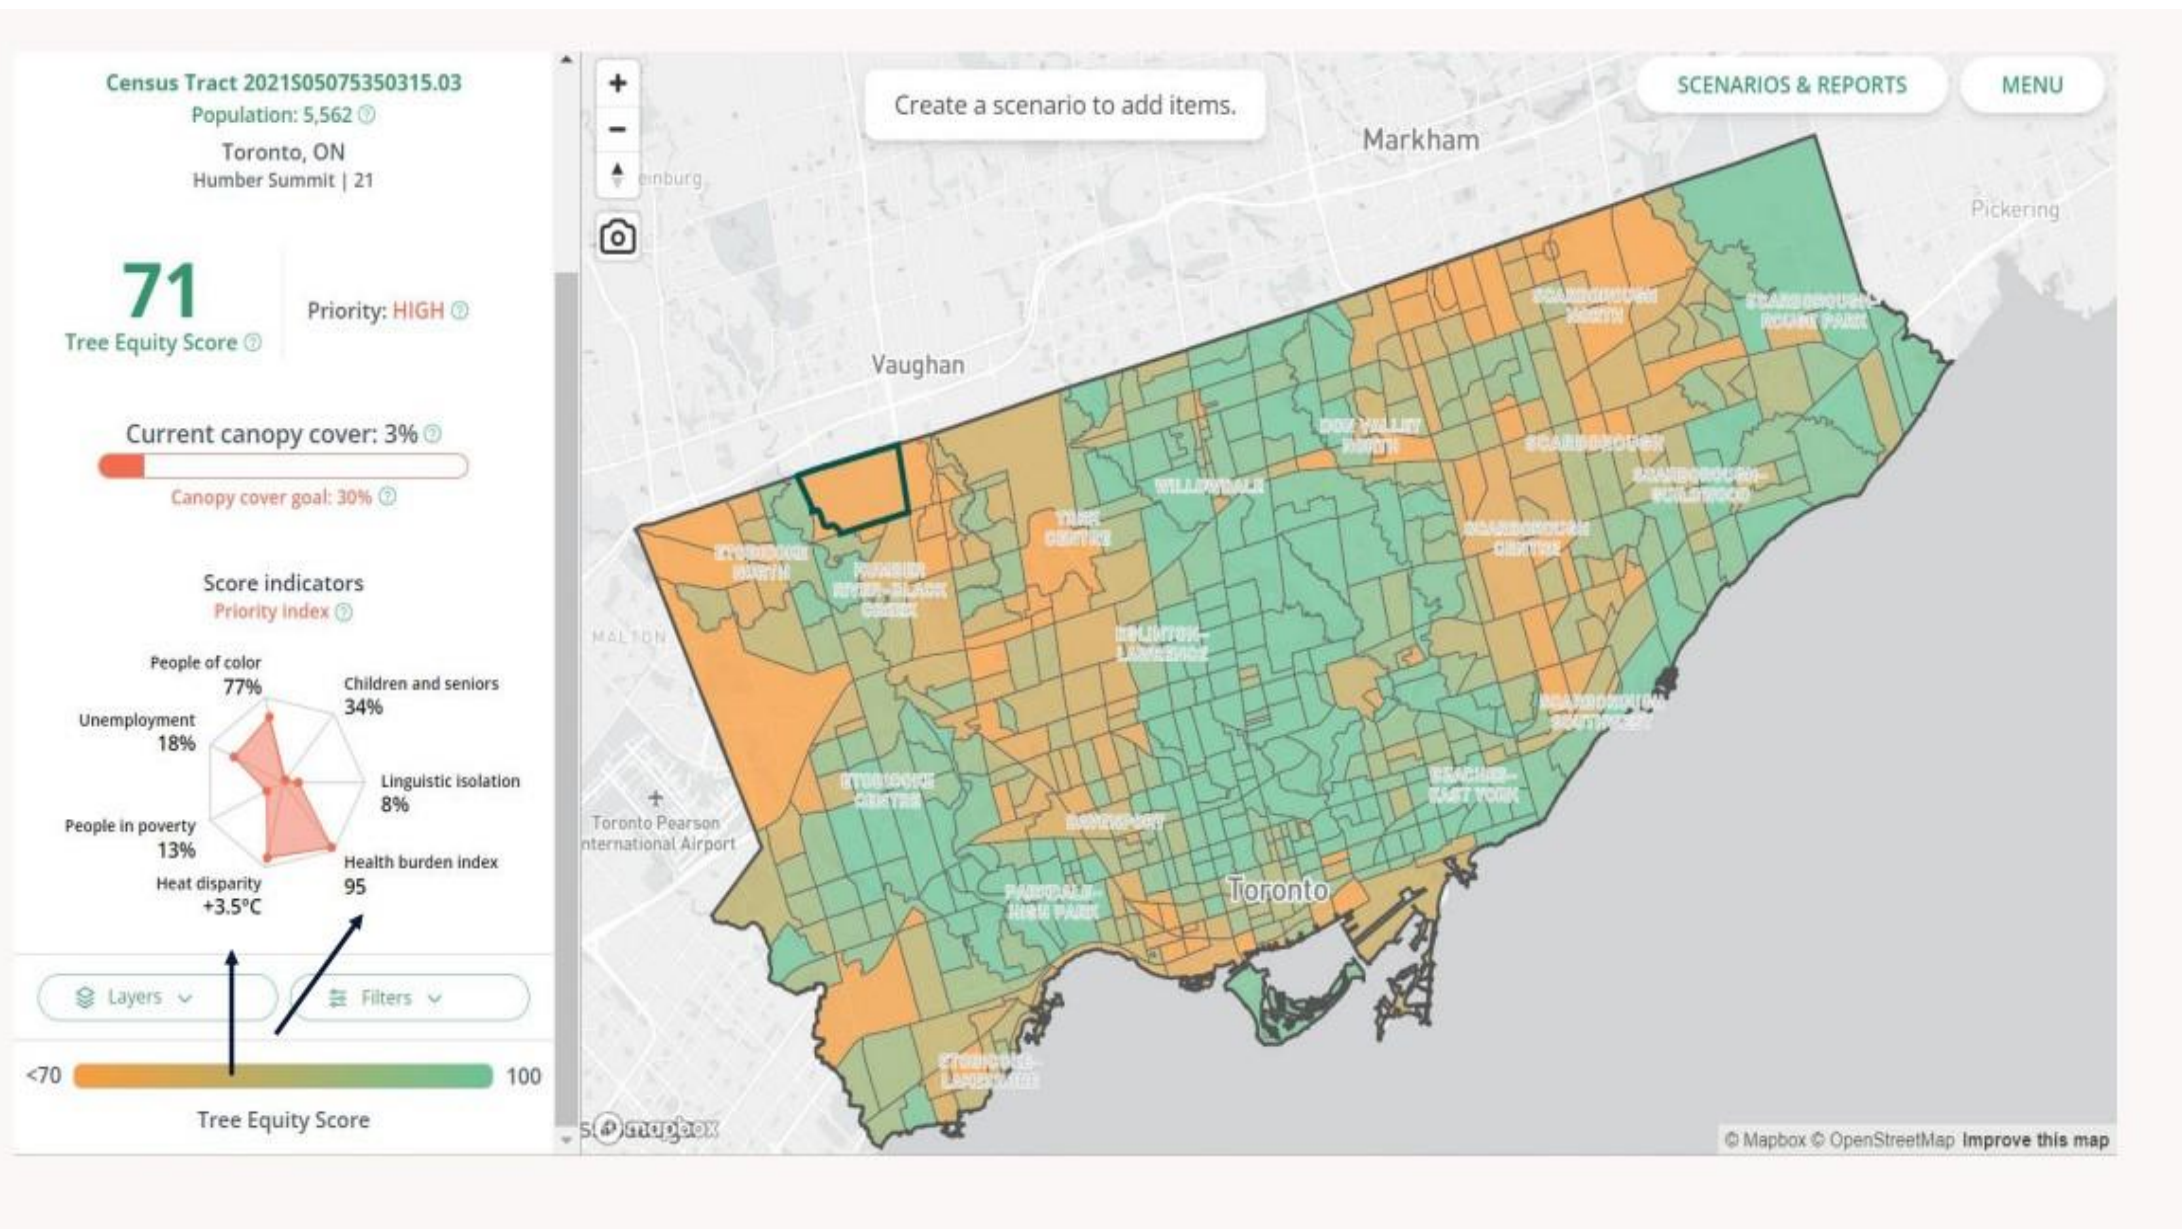 Census Tract 2021S05075350315.03
Population: 5,562
Toronto, ON
Humber Summit | 21
71
Tree Equity Score
Priority: HIGH
Current canopy cover: 3%
Canopy cover goal: 30%
Score indicators
Priority index
People of color
77%
Children and seniors
34%
Unemployment
18%
Linguistic isolation
8%
People in poverty
13%
Health burden index
95
Heat disparity
+3.5°C
Layers
Filters
<70
100
Tree Equity Score
+
−
Create a scenario to add items.
SCENARIOS & REPORTS
MENU
Markham
einburg
Pickering
Vaughan
MALTON
SCARBOROUGH
NORTH
SCARBOROUGH-
ROUGE PARK
DON VALLEY
NORTH
SCARBOROUGH
SCARBOROUGH-
GUILDWOOD
WILLOWDALE
YORK
CENTRE
SCARBOROUGH
CENTRE
ETOBICOKE
NORTH
HUMBER
RIVER-BLACK
CREEK
EGLINTON-
LAWRENCE
SCARBOROUGH
SOUTHWEST
ETOBICOKE
CENTRE
BEACHES-
EAST YORK
DAVENPORT
Toronto Pearson
nternational Airport
PARKDALE-
HIGH PARK
Toronto
ETOBICOKE-
LAKESHORE
mapbox
© Mapbox © OpenStreetMap Improve this map